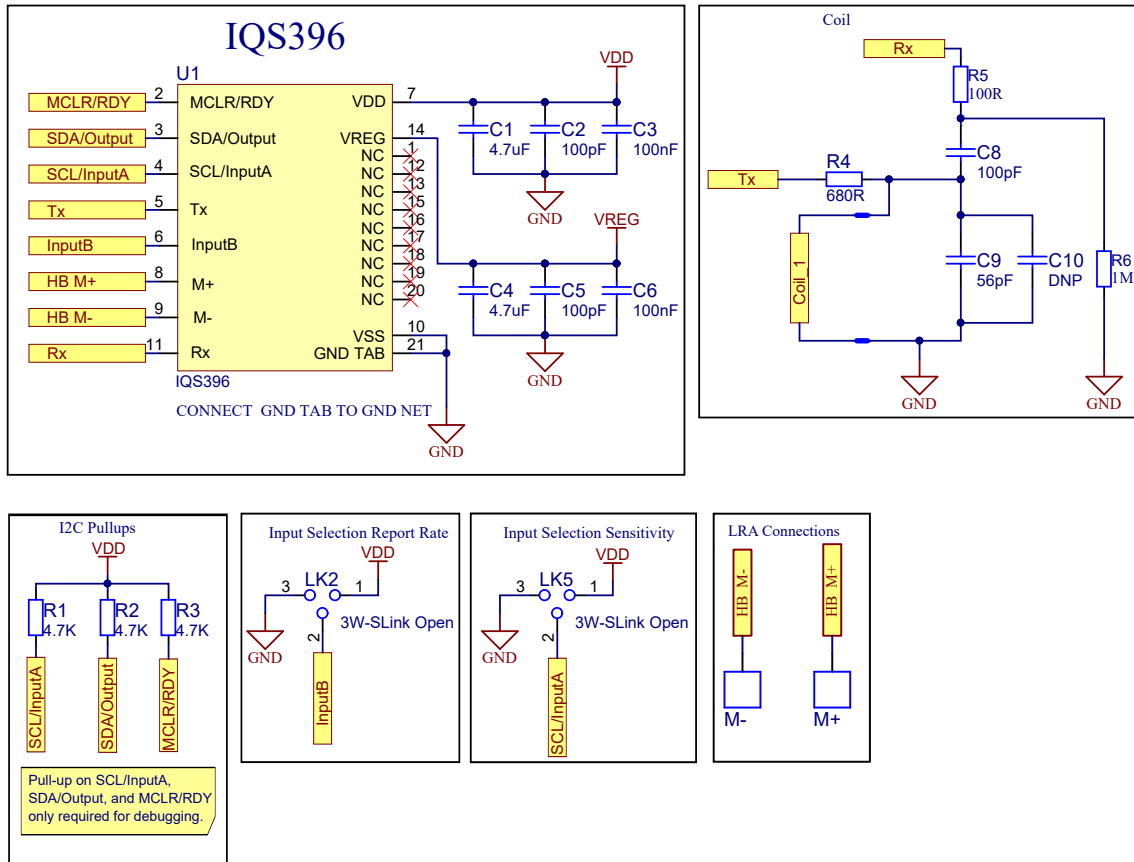 IQS396
U1
MCLR/RDY 2 MCLR/RDY
SDA/Output 3 SDA/Output
SCL/InputA 4 SCL/InputA
Tx 5 Tx
InputB 6 InputB
HB M+ 8 M+
HB M- 9 M-
Rx 11 Rx
VDD 7
VREG 14
NC 1
NC 12
NC 13
NC 15
NC 16
NC 17
NC 18
NC 19
NC 20
VSS 10
GND TAB 21
IQS396
CONNECT GND TAB TO GND NET
GND
VDD
C1
4.7uF
C2
100pF
C3
100nF
GND
VREG
C4
4.7uF
C5
100pF
C6
100nF
GND
Coil
Rx
R5
100R
C8
100pF
Tx
R4
680R
Coil_1
C9
56pF
C10
DNP
R6
1M
GND
GND
I2C Pullups
VDD
R1
4.7K
R2
4.7K
R3
4.7K
SCL/InputA
SDA/Output
MCLR/RDY
Pull-up on SCL/InputA,
SDA/Output, and MCLR/RDY
only required for debugging.
Input Selection Report Rate
VDD
3 LK2 1
2
3W-SLink Open
GND
InputB
Input Selection Sensitivity
VDD
3 LK5 1
2
3W-SLink Open
GND
SCL/InputA
LRA Connections
HB M-
HB M+
M-
M+